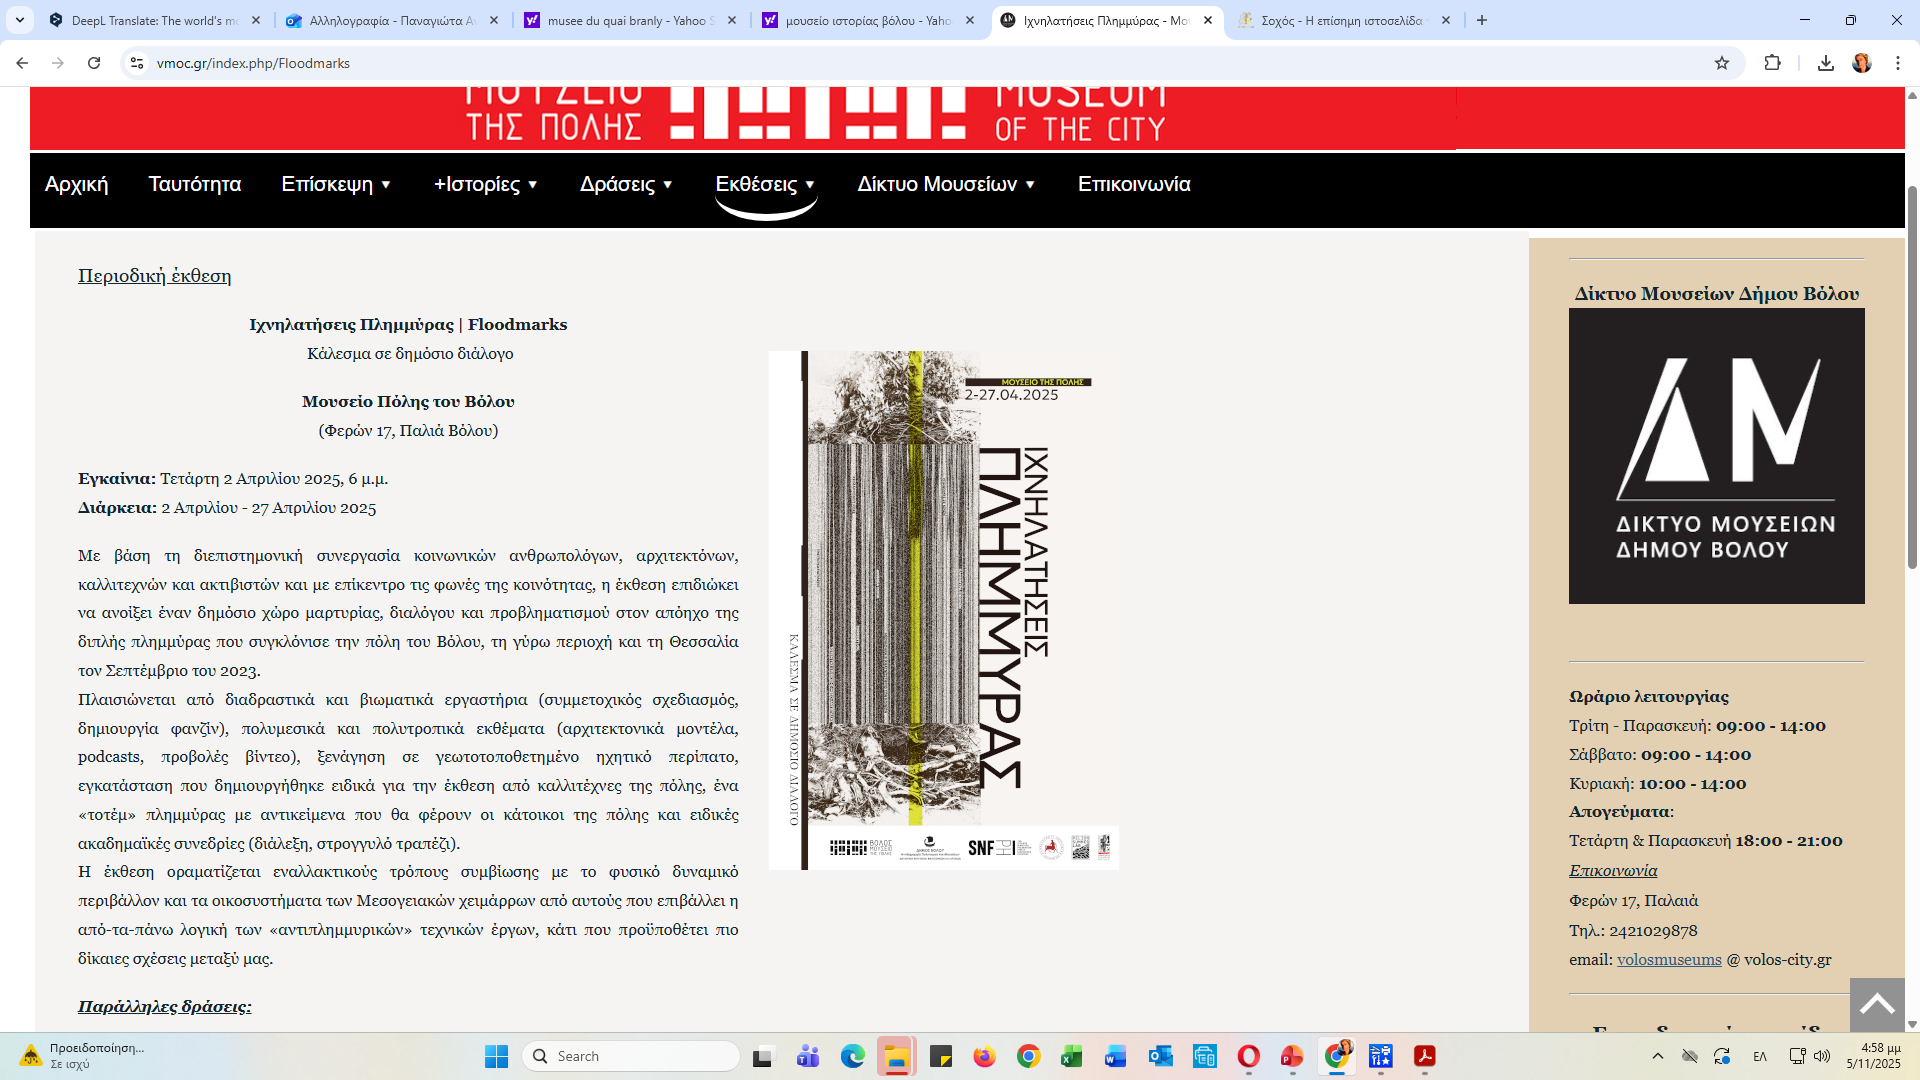 DeepL Translate: The world's mo
Αλληλογραφία - Παναγιώτα Αν
musee du quai branly - Yahoo S
μουσείο ιστορίας βόλου - Yahoo
Ιχνηλατήσεις Πλημμύρας - Μου
Σοχός - Η επίσημη ιστοσελίδα
vmoc.gr/index.php/Floodmarks
ΜΟΥΣΕΙΟ
ΤΗΣ ΠΟΛΗΣ
MUSEUM
OF THE CITY
Αρχική
Ταυτότητα
Επίσκεψη
+Ιστορίες
Δράσεις
Εκθέσεις
Δίκτυο Μουσείων
Επικοινωνία
Περιοδική έκθεση
Ιχνηλατήσεις Πλημμύρας | Floodmarks
Κάλεσμα σε δημόσιο διάλογο
Μουσείο Πόλης του Βόλου
(Φερών 17, Παλιά Βόλου)
Εγκαίνια: Τετάρτη 2 Απριλίου 2025, 6 μ.μ.
Διάρκεια: 2 Απριλίου - 27 Απριλίου 2025
Με βάση τη διεπιστημονική συνεργασία κοινωνικών ανθρωπολόγων, αρχιτεκτόνων,
καλλιτεχνών και ακτιβιστών και με επίκεντρο τις φωνές της κοινότητας, η έκθεση επιδιώκει
να ανοίξει έναν δημόσιο χώρο μαρτυρίας, διαλόγου και προβληματισμού στον απόηχο της
διπλής πλημμύρας που συγκλόνισε την πόλη του Βόλου, τη γύρω περιοχή και τη Θεσσαλία
τον Σεπτέμβριο του 2023.
Πλαισιώνεται από διαδραστικά και βιωματικά εργαστήρια (συμμετοχικός σχεδιασμός,
δημιουργία φανζίν), πολυμεσικά και πολυτροπικά εκθέματα (αρχιτεκτονικά μοντέλα,
podcasts, προβολές βίντεο), ξενάγηση σε γεωτοτοποθετημένο ηχητικό περίπατο,
εγκατάσταση που δημιουργήθηκε ειδικά για την έκθεση από καλλιτέχνες της πόλης, ένα
«τοτέμ» πλημμύρας με αντικείμενα που θα φέρουν οι κάτοικοι της πόλης και ειδικές
ακαδημαϊκές συνεδρίες (διάλεξη, στρογγυλό τραπέζι).
Η έκθεση οραματίζεται εναλλακτικούς τρόπους συμβίωσης με το φυσικό δυναμικό
περιβάλλον και τα οικοσυστήματα των Μεσογειακών χειμάρρων από αυτούς που επιβάλλει η
από-τα-πάνω λογική των «αντιπλημμυρικών» τεχνικών έργων, κάτι που προϋποθέτει πιο
δίκαιες σχέσεις μεταξύ μας.
Παράλληλες δράσεις:
ΜΟΥΣΕΙΟ ΤΗΣ ΠΟΛΗΣ
2-27.04.2025
ΙΧΝΗΛΑΤΗΣΕΙΣ
ΠΛΗΜΜΥΡΑΣ
ΚΑΛΕΣΜΑ ΣΕ ΔΗΜΟΣΙΟ ΔΙΑΛΟΓΟ
ΒΟΛΟΣ
ΜΟΥΣΕΙΟ
ΤΗΣ ΠΟΛΗΣ
SNF
Δίκτυο Μουσείων Δήμου Βόλου
ΔΙΚΤΥΟ ΜΟΥΣΕΙΩΝ
ΔΗΜΟΥ ΒΟΛΟΥ
Ωράριο λειτουργίας
Τρίτη - Παρασκευή: 09:00 - 14:00
Σάββατο: 09:00 - 14:00
Κυριακή: 10:00 - 14:00
Απογεύματα:
Τετάρτη & Παρασκευή 18:00 - 21:00
Επικοινωνία
Φερών 17, Παλαιά
Τηλ.: 2421029878
email: volosmuseums @ volos-city.gr
Προειδοποίηση...
Σε ισχύ
Search
ΕΛ
4:58 μμ
5/11/2025